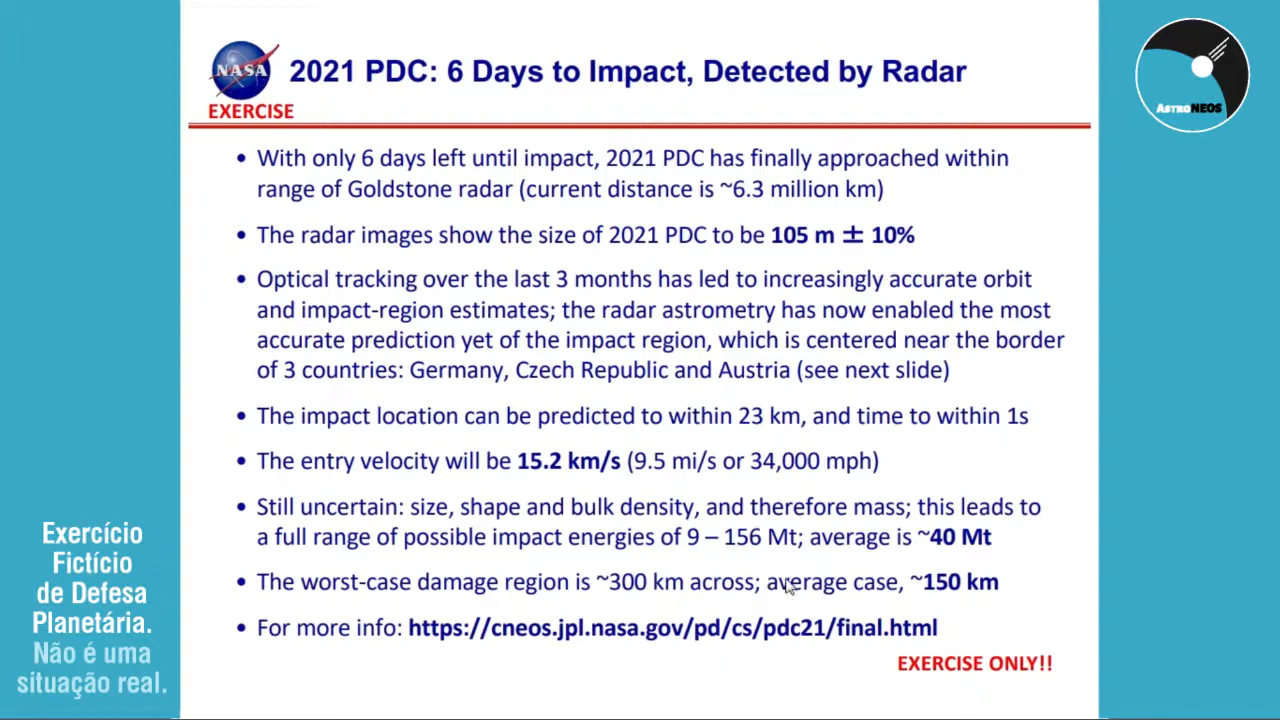 NASA
2021 PDC: 6 Days to Impact, Detected by Radar
EXERCISE
ASTRONEOS
• With only 6 days left until impact, 2021 PDC has finally approached within
range of Goldstone radar (current distance is ~6.3 million km)
• The radar images show the size of 2021 PDC to be 105 m ± 10%
• Optical tracking over the last 3 months has led to increasingly accurate orbit
and impact-region estimates; the radar astrometry has now enabled the most
accurate prediction yet of the impact region, which is centered near the border
of 3 countries: Germany, Czech Republic and Austria (see next slide)
• The impact location can be predicted to within 23 km, and time to within 1s
• The entry velocity will be 15.2 km/s (9.5 mi/s or 34,000 mph)
• Still uncertain: size, shape and bulk density, and therefore mass; this leads to
a full range of possible impact energies of 9 – 156 Mt; average is ~40 Mt
• The worst-case damage region is ~300 km across; average case, ~150 km
• For more info: https://cneos.jpl.nasa.gov/pd/cs/pdc21/final.html
EXERCISE ONLY!!
Exercício
Fictício
de Defesa
Planetária.
Não é uma
situação real.